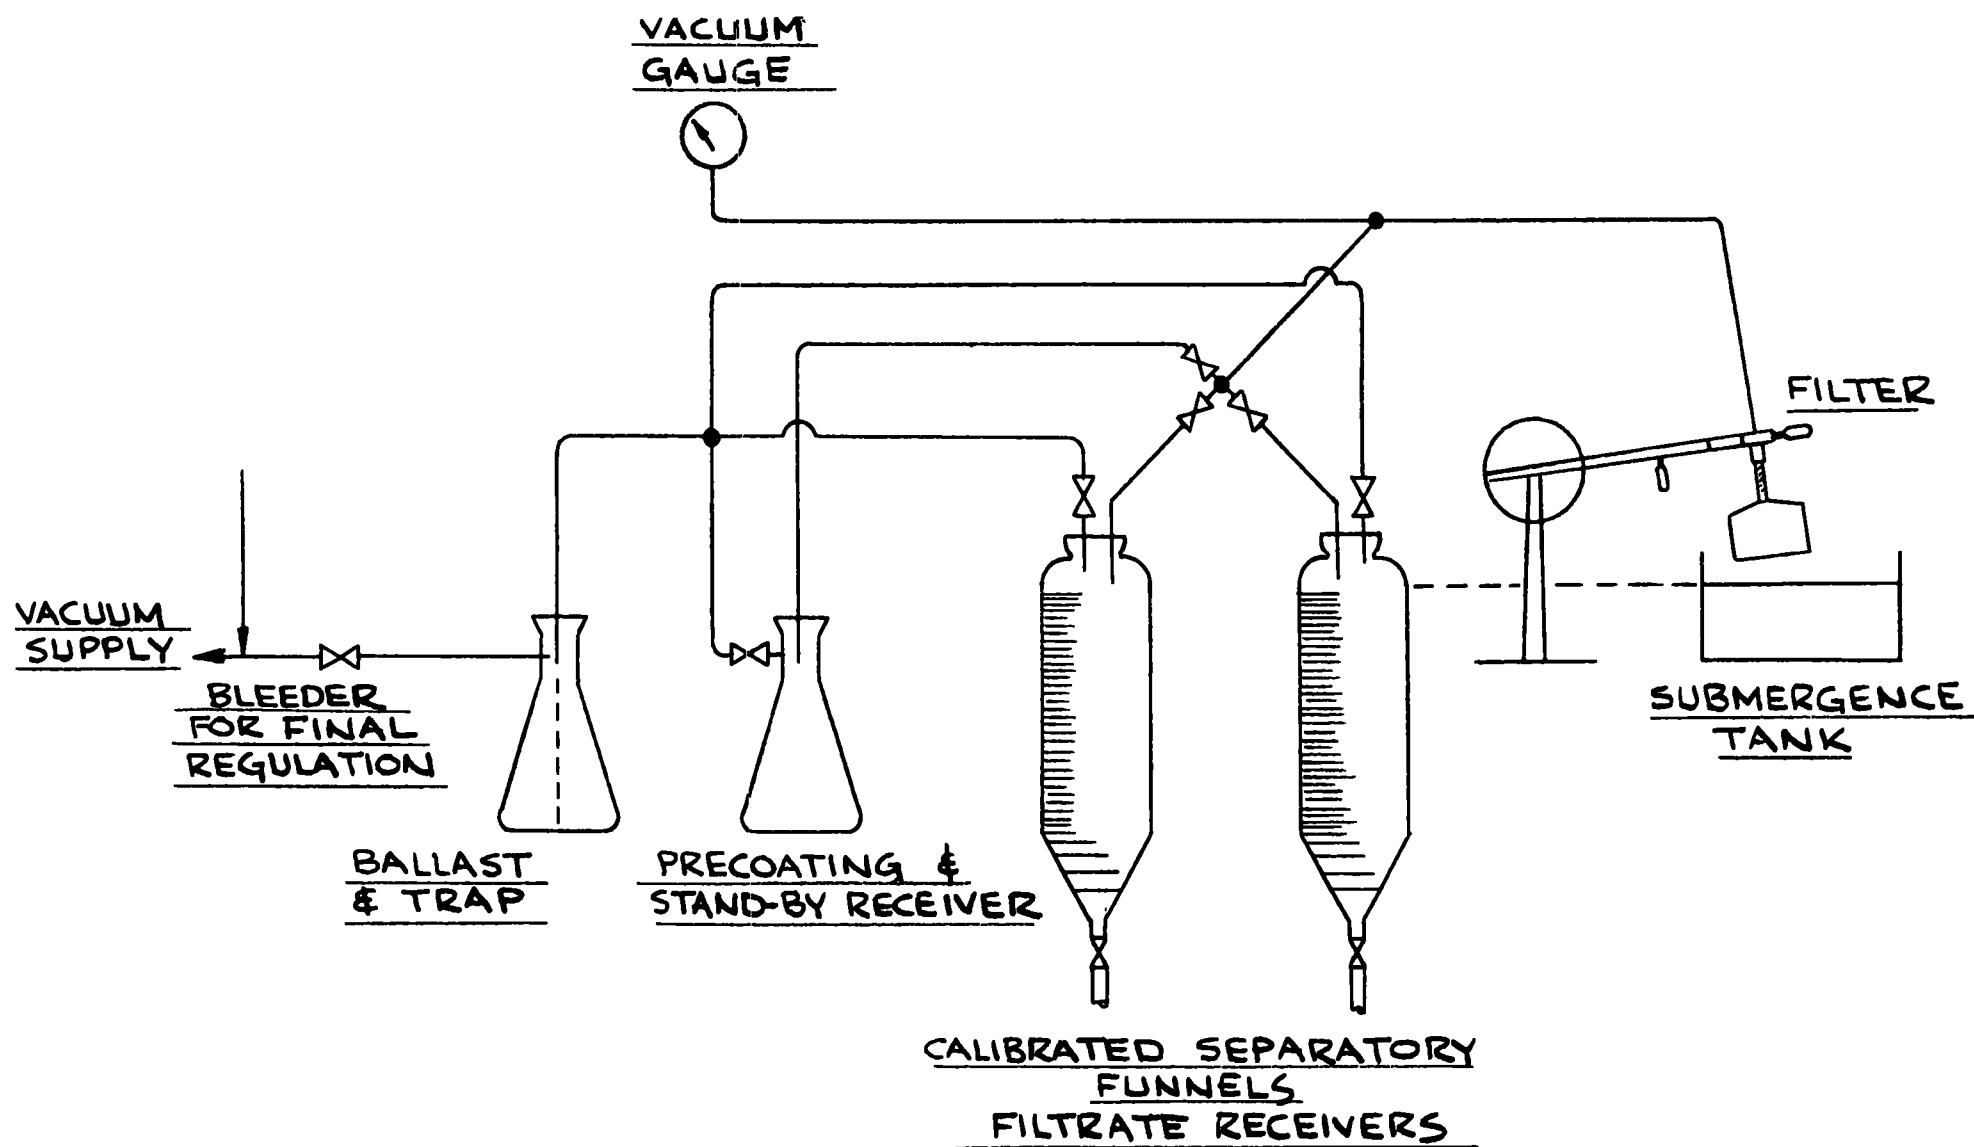 VACUUM
GAUGE
FILTER
VACUUM
SUPPLY
BLEEDER
FOR FINAL
REGULATION
SUBMERGENCE
TANK
BALLAST
& TRAP
PRECOATING &
STAND-BY RECEIVER
CALIBRATED SEPARATORY
FUNNELS
FILTRATE RECEIVERS